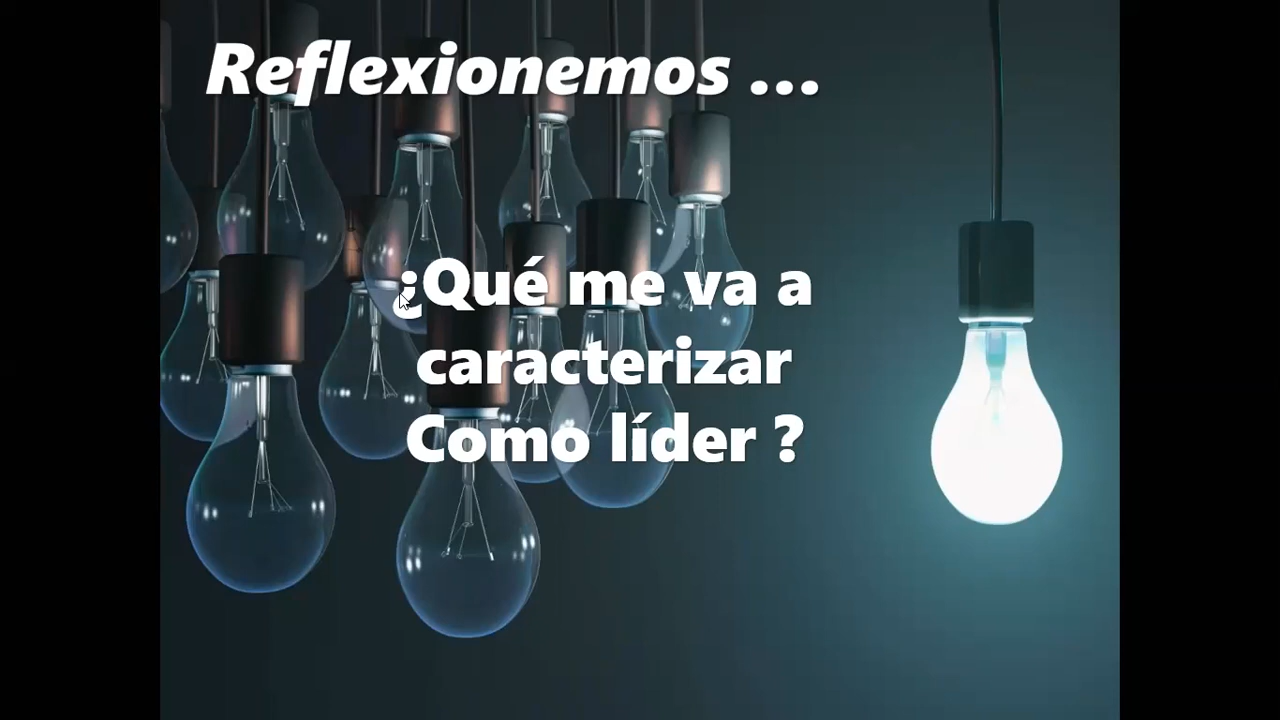 Reflexionemos ...
¿Qué me va a
caracterizar
Como líder ?